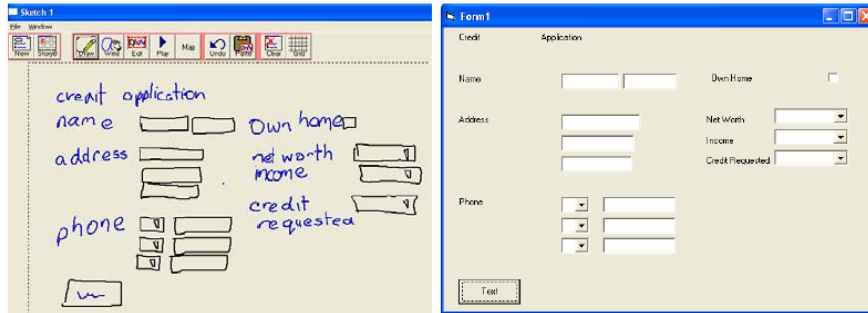 Sketch 1
File Window
New Draw Write Edit Play Map Undo Paste Clear Grid
credit application
name
Own home
address
net worth
income
credit
requested
phone
Form1
Credit Application
Name
Own Home
Address
Net Worth
Income
Credit Requested
Phone
Text